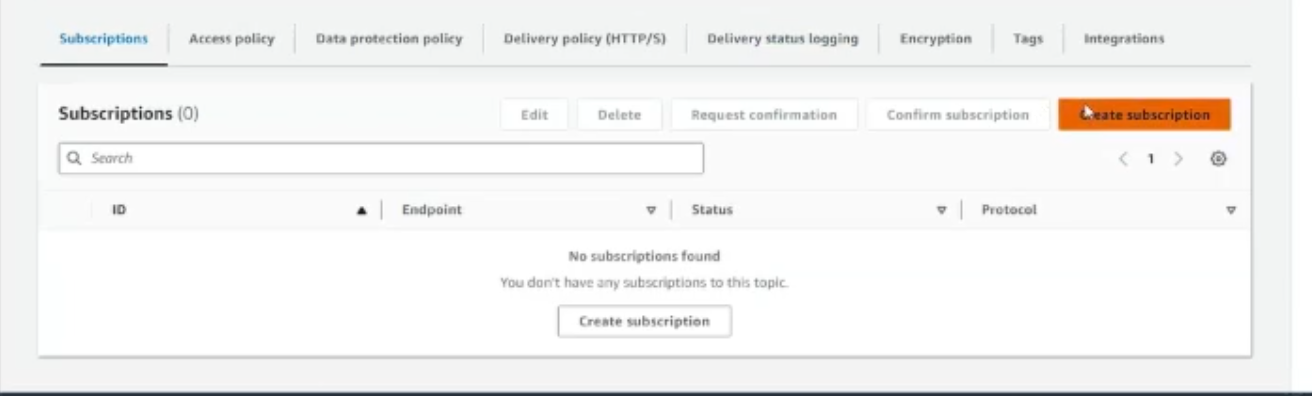 Subscriptions Access policy Data protection policy Delivery policy (HTTP/S) Delivery status logging Encryption Tags Integrations
Subscriptions (0) Edit Delete Request confirmation Confirm subscription Create subscription
Search 1
ID Endpoint Status Protocol
No subscriptions found
You don't have any subscriptions to this topic.
Create subscription